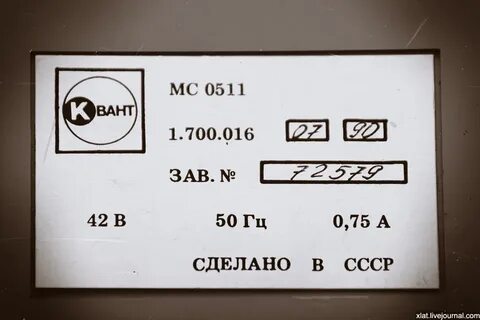 КВАНТ
МС 0511
1.700.016 07 90
ЗАВ. № 72579
42 В 50 Гц 0,75 А
СДЕЛАНО В СССР
xlat.livejournal.com